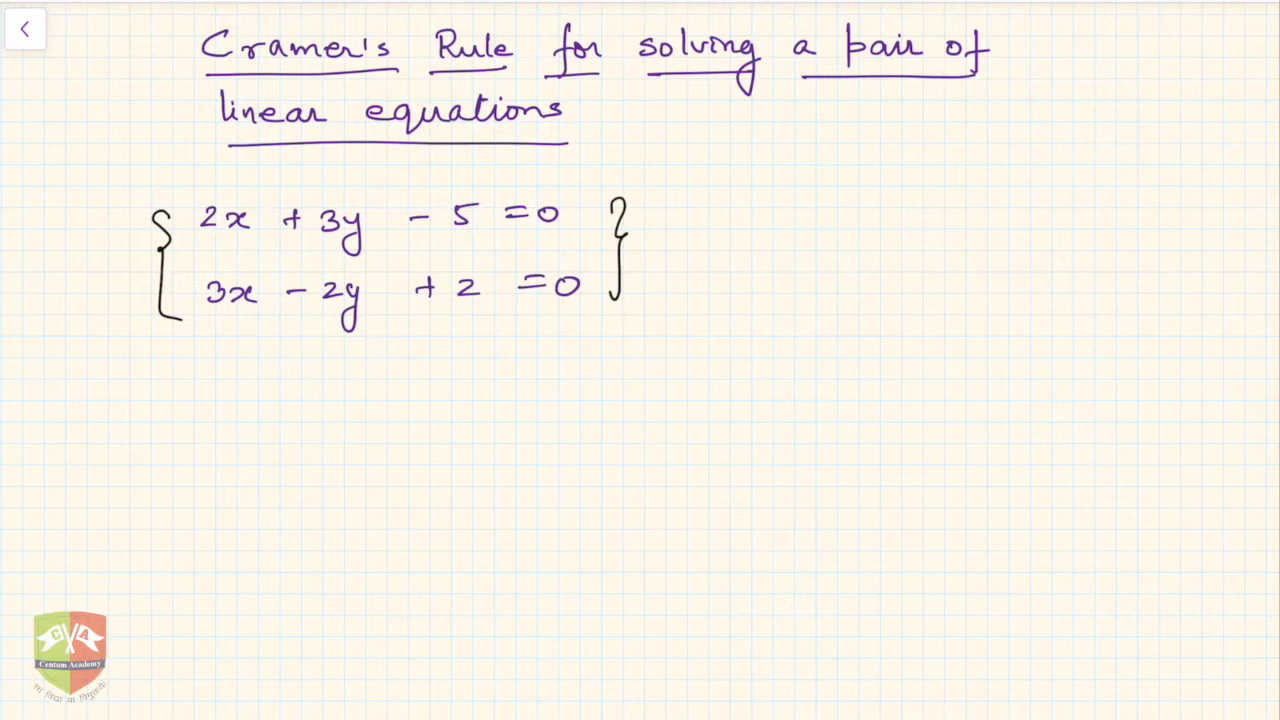 Cramer's Rule for solving a pair of
linear equations
2x + 3y - 5 = 0
3x - 2y + 2 = 0
C A
Centum Academy